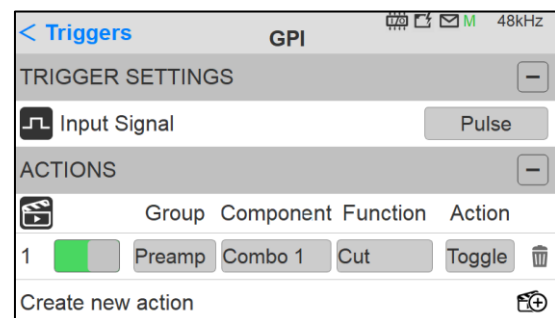 < Triggers GPI M 48kHz
TRIGGER SETTINGS
Input Signal Pulse
ACTIONS
Group Component Function Action
1 Preamp Combo 1 Cut Toggle
Create new action